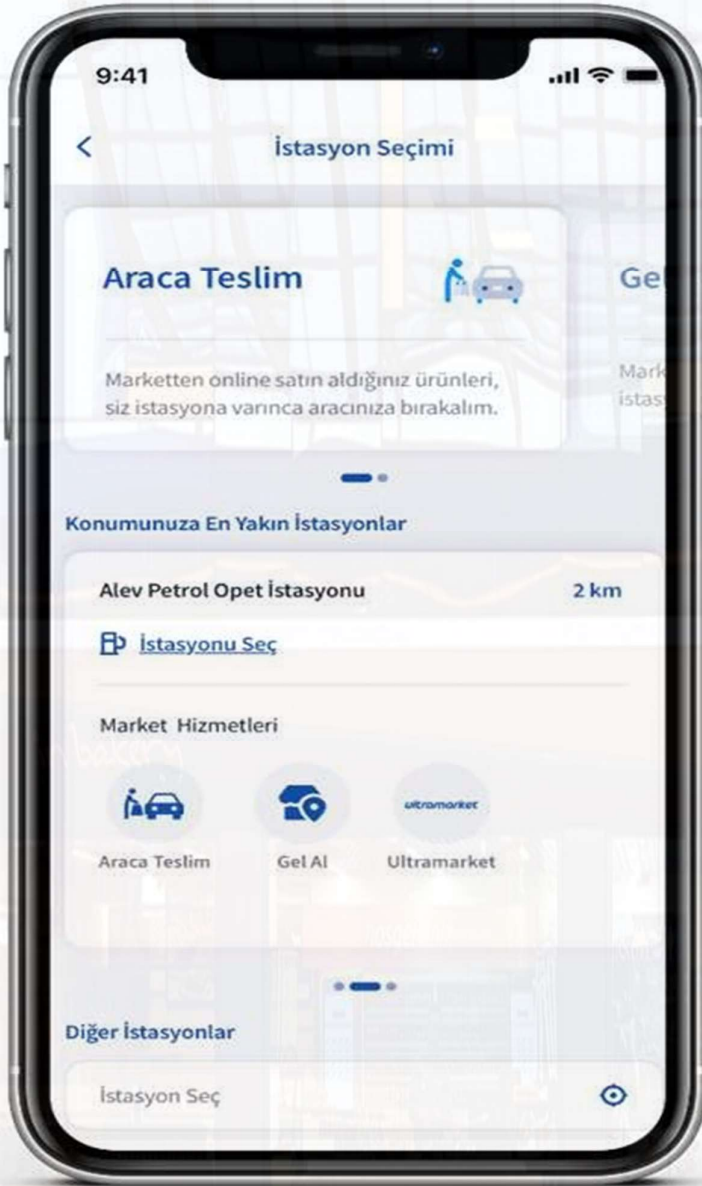 9:41
İstasyon Seçimi
Araca Teslim
Ge
Marketten online satın aldığınız ürünleri,
siz istasyona varınca aracınıza bırakalım.
Mark
istas
Konumunuza En Yakın İstasyonlar
Alev Petrol Opet İstasyonu 2 km
İstasyonu Seç
Market Hizmetleri
ultramarket
Araca Teslim Gel Al Ultramarket
Diğer İstasyonlar
İstasyon Seç
bakery